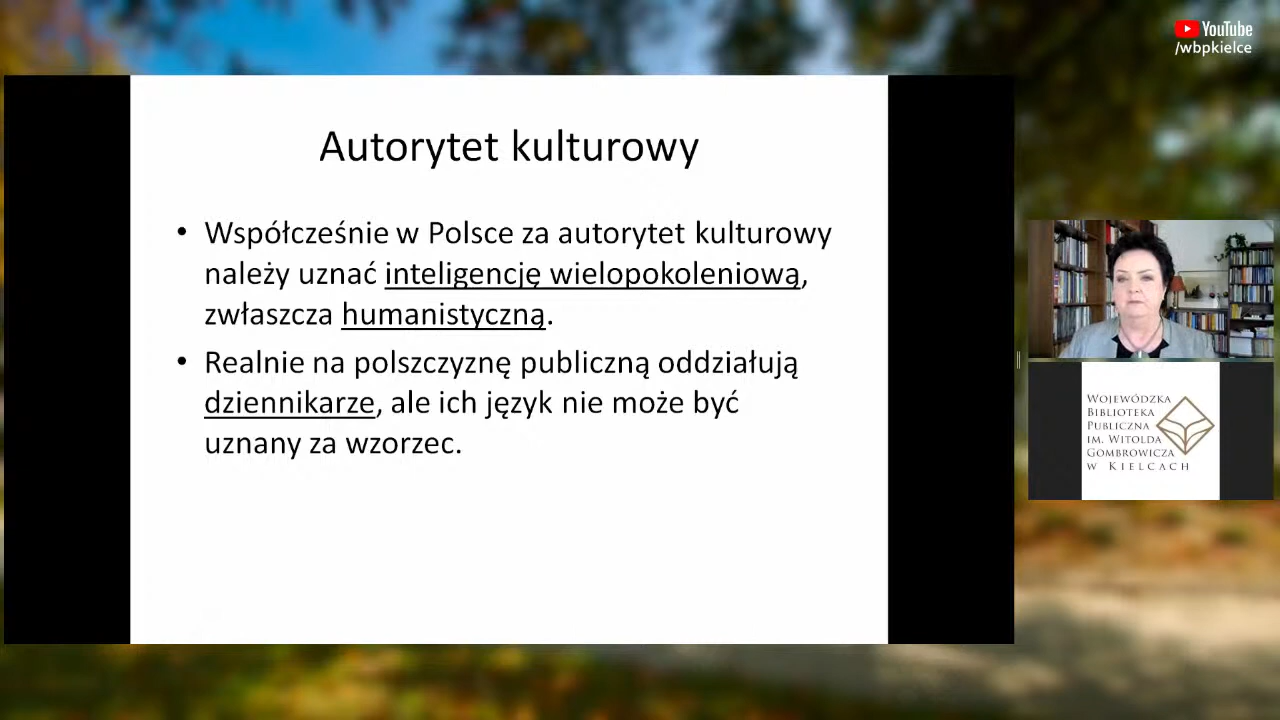 YouTube
/wbpkielce
Autorytet kulturowy
• Współcześnie w Polsce za autorytet kulturowy
należy uznać inteligencję wielopokoleniową,
zwłaszcza humanistyczną.
• Realnie na polszczyznę publiczną oddziałują
dziennikarze, ale ich język nie może być
uznany za wzorzec.
Wojewódzka
Biblioteka
Publiczna
im. Witolda
Gombrowicza
w Kielcach